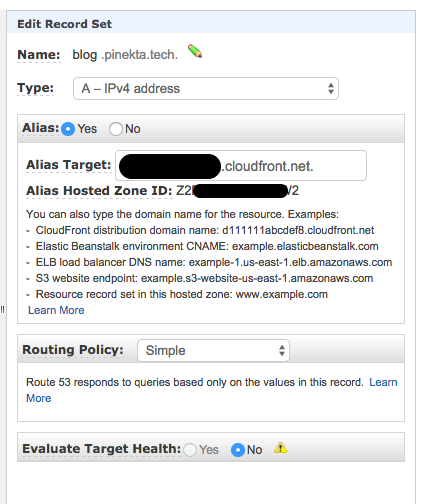 Edit Record Set
Name: blog .pinekta.tech.
Type: A – IPv4 address
Alias: Yes No
Alias Target: .cloudfront.net.
Alias Hosted Zone ID: Z2 /2
You can also type the domain name for the resource. Examples:
- CloudFront distribution domain name: d111111abcdef8.cloudfront.net
- Elastic Beanstalk environment CNAME: example.elasticbeanstalk.com
- ELB load balancer DNS name: example-1.us-east-1.elb.amazonaws.com
- S3 website endpoint: example.s3-website-us-east-1.amazonaws.com
- Resource record set in this hosted zone: www.example.com
Learn More
Routing Policy: Simple
Route 53 responds to queries based only on the values in this record. Learn
More
Evaluate Target Health: Yes No